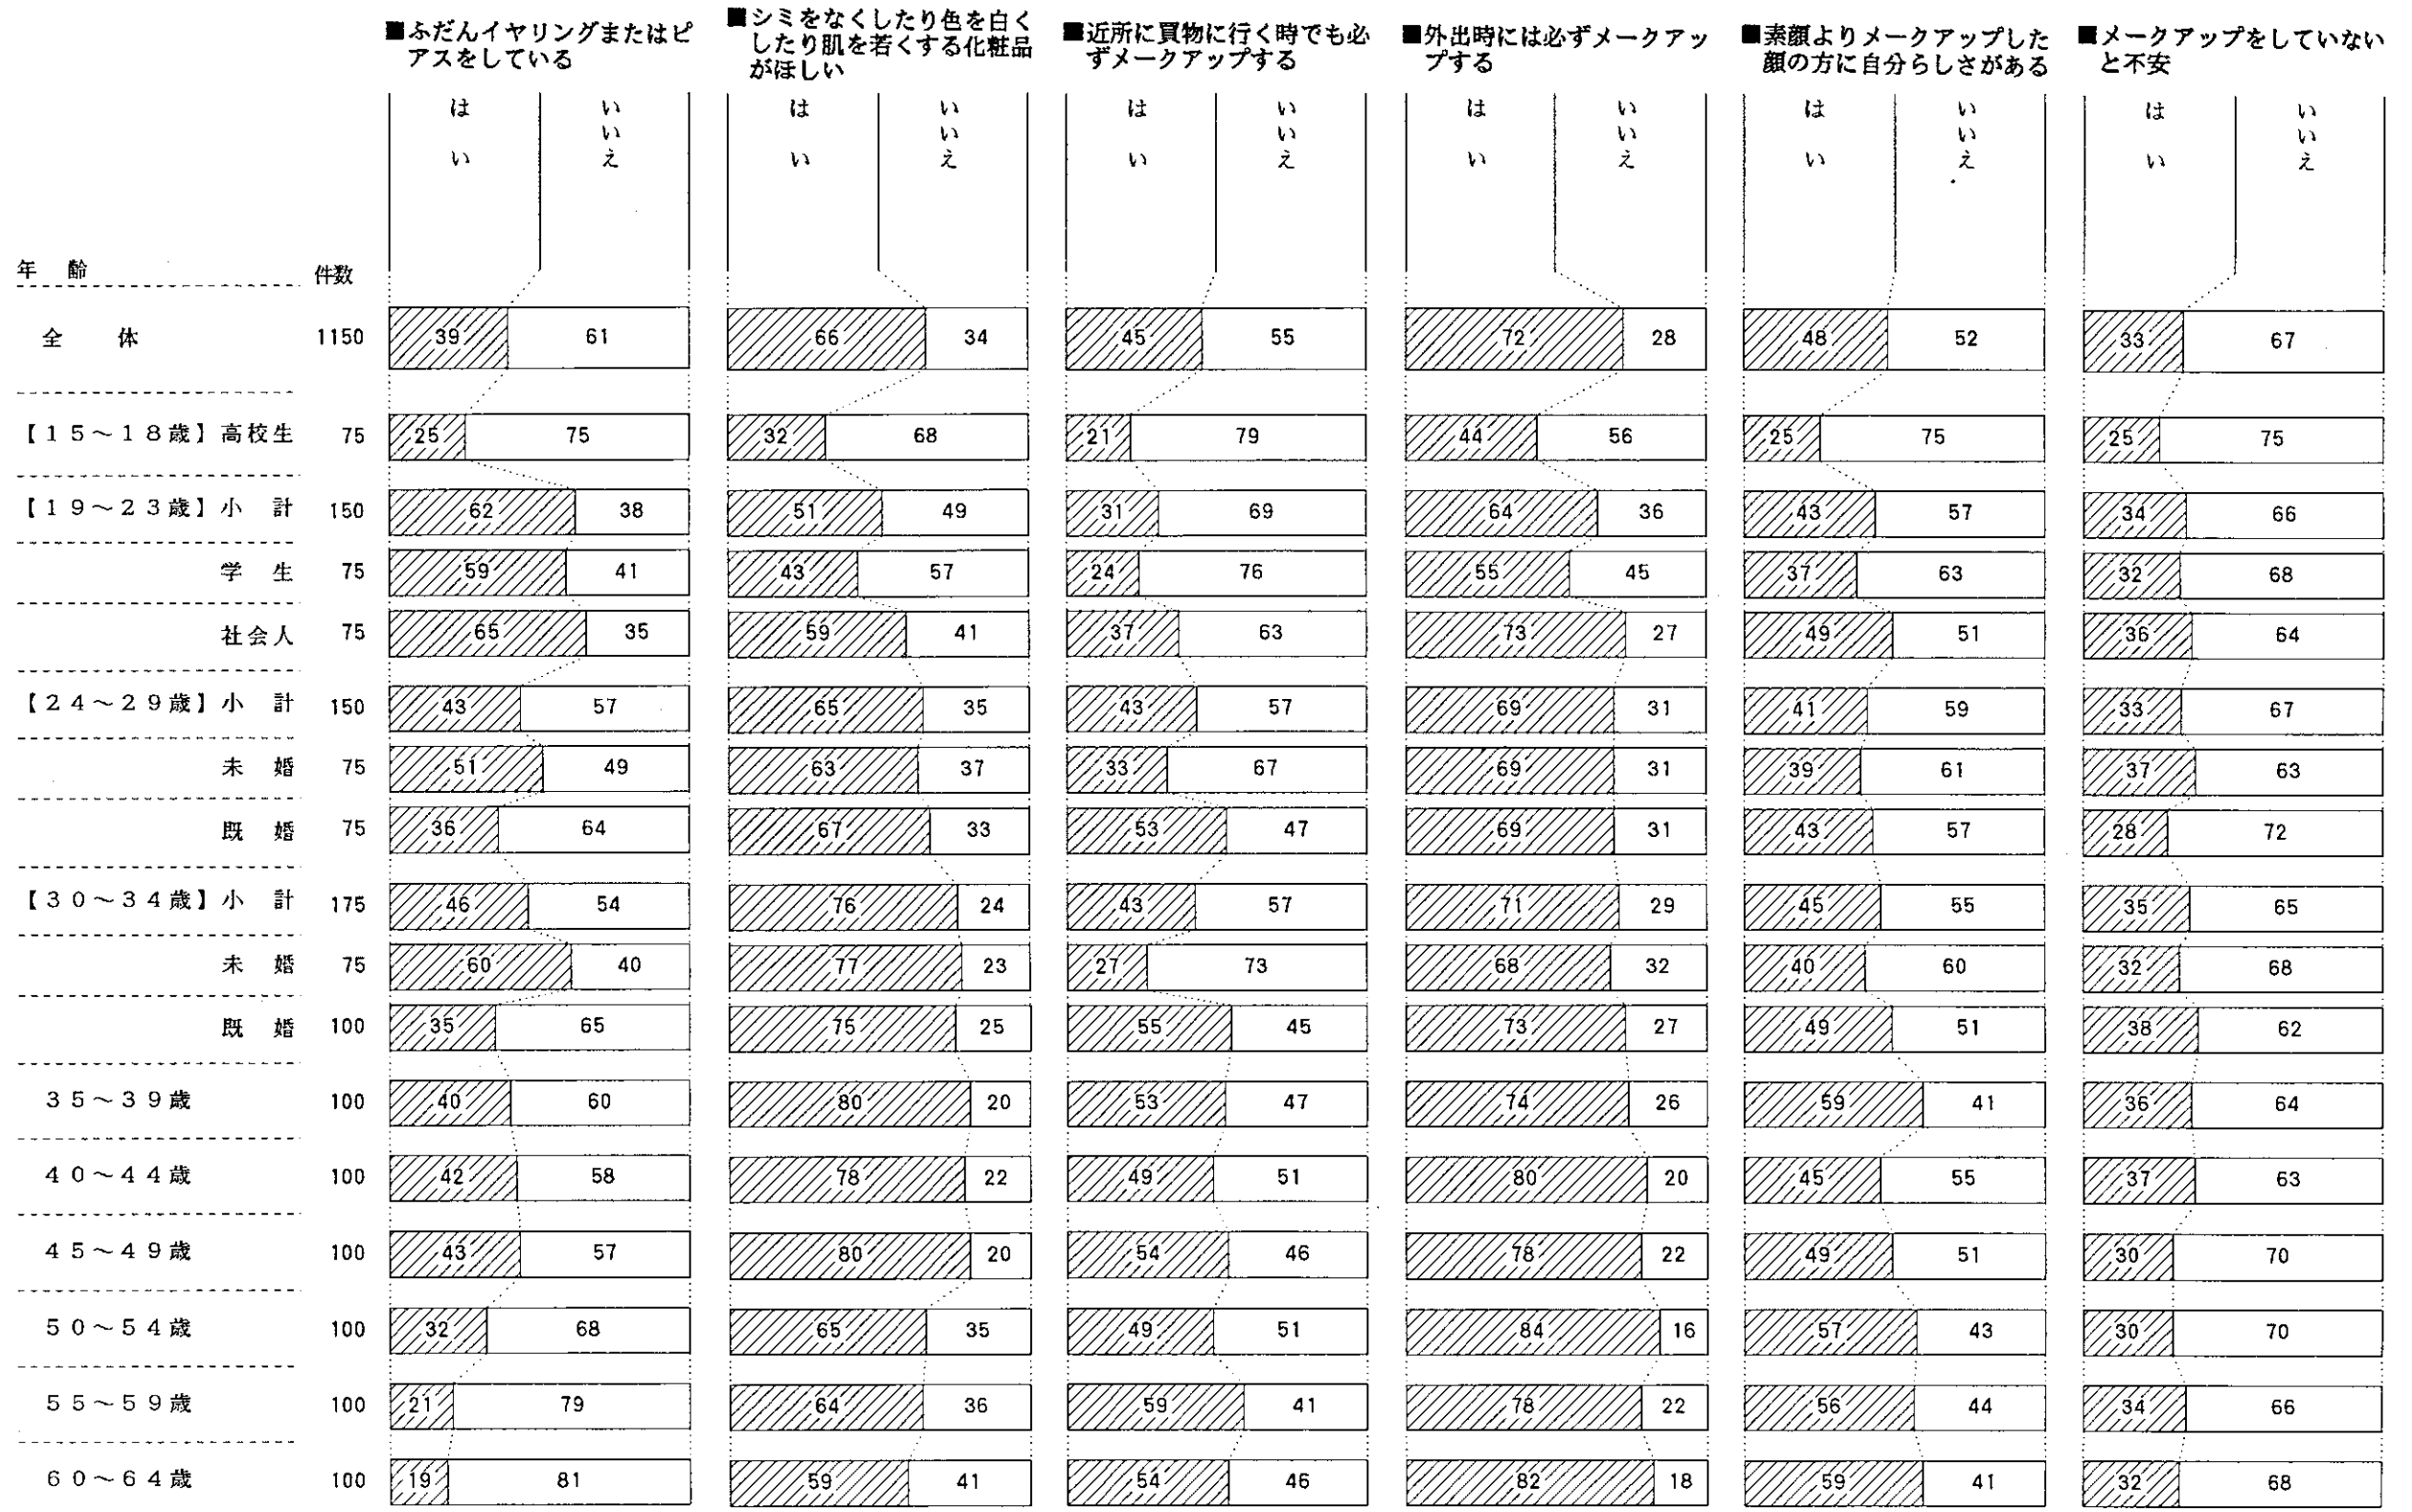 ■ふだんイヤリングまたはピ
アスをしている
■シミをなくしたり色を白く
したり肌を若くする化粧品
がほしい
■近所に買物に行く時でも必
ずメークアップする
■外出時には必ずメークアッ
プする
■素顔よりメークアップした
顔の方に自分らしさがある
■メークアップをしていない
と不安
はい いいえ はい いいえ はい いいえ はい いいえ はい いいえ はい いいえ
年齢 件数
全体 1150 39 61 66 34 45 55 72 28 48 52 33 67
【15～18歳】高校生 75 25 75 32 68 21 79 44 56 25 75 25 75
【19～23歳】小計 150 62 38 51 49 31 69 64 36 43 57 34 66
学生 75 59 41 43 57 24 76 55 45 37 63 32 68
社会人 75 65 35 59 41 37 63 73 27 49 51 36 64
【24～29歳】小計 150 43 57 65 35 43 57 69 31 41 59 33 67
未婚 75 51 49 63 37 33 67 69 31 39 61 37 63
既婚 75 36 64 67 33 53 47 69 31 43 57 28 72
【30～34歳】小計 175 46 54 76 24 43 57 71 29 45 55 35 65
未婚 75 60 40 77 23 27 73 68 32 40 60 32 68
既婚 100 35 65 75 25 55 45 73 27 49 51 38 62
35～39歳 100 40 60 80 20 53 47 74 26 59 41 36 64
40～44歳 100 42 58 78 22 49 51 80 20 45 55 37 63
45～49歳 100 43 57 80 20 54 46 78 22 49 51 30 70
50～54歳 100 32 68 65 35 49 51 84 16 57 43 30 70
55～59歳 100 21 79 64 36 59 41 78 22 56 44 34 66
60～64歳 100 19 81 59 41 54 46 82 18 59 41 32 68